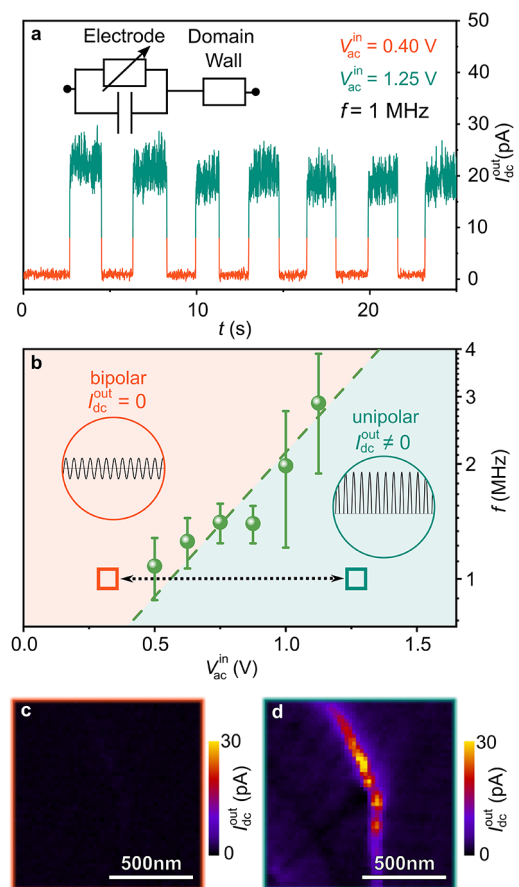 a
Electrode
Domain
Wall
V_ac^in = 0.40 V
V_ac^in = 1.25 V
f = 1 MHz
50
40
30
20
10
0
I_dc^out (pA)
0
10
20
t (s)
b
bipolar
I_dc^out = 0
unipolar
I_dc^out ≠ 0
4
3
2
1
f (MHz)
0.0
0.5
1.0
1.5
V_ac^in (V)
c
500nm
30
0
I_dc^out (pA)
d
500nm
30
0
I_dc^out (pA)